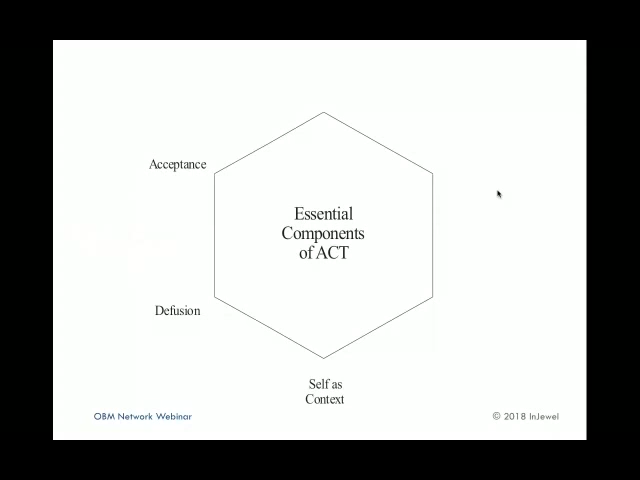 Acceptance
Essential
Components
of ACT
Defusion
Self as
Context
OBM Network Webinar
© 2018 InJewel